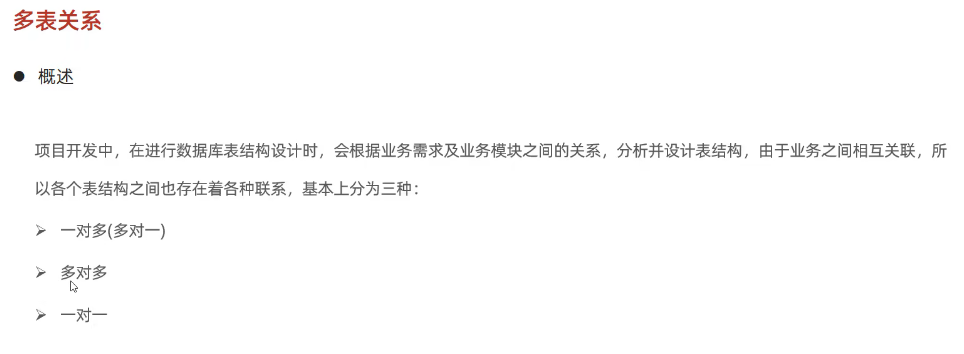 多表关系
● 概述
项目开发中，在进行数据库表结构设计时，会根据业务需求及业务模块之间的关系，分析并设计表结构，由于业务之间相互关联，所
以各个表结构之间也存在着各种联系，基本上分为三种：
➢ 一对多(多对一)
➢ 多对多
➢ 一对一